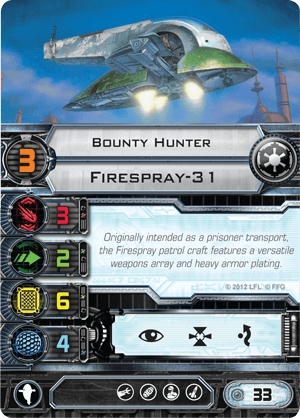 Bounty Hunter
3
Firespray-31
3
2
6
4
Originally intended as a prisoner transport,
the Firespray patrol craft features a versatile
weapons array and heavy armor plating.
© 2012 LFL © FFG
33